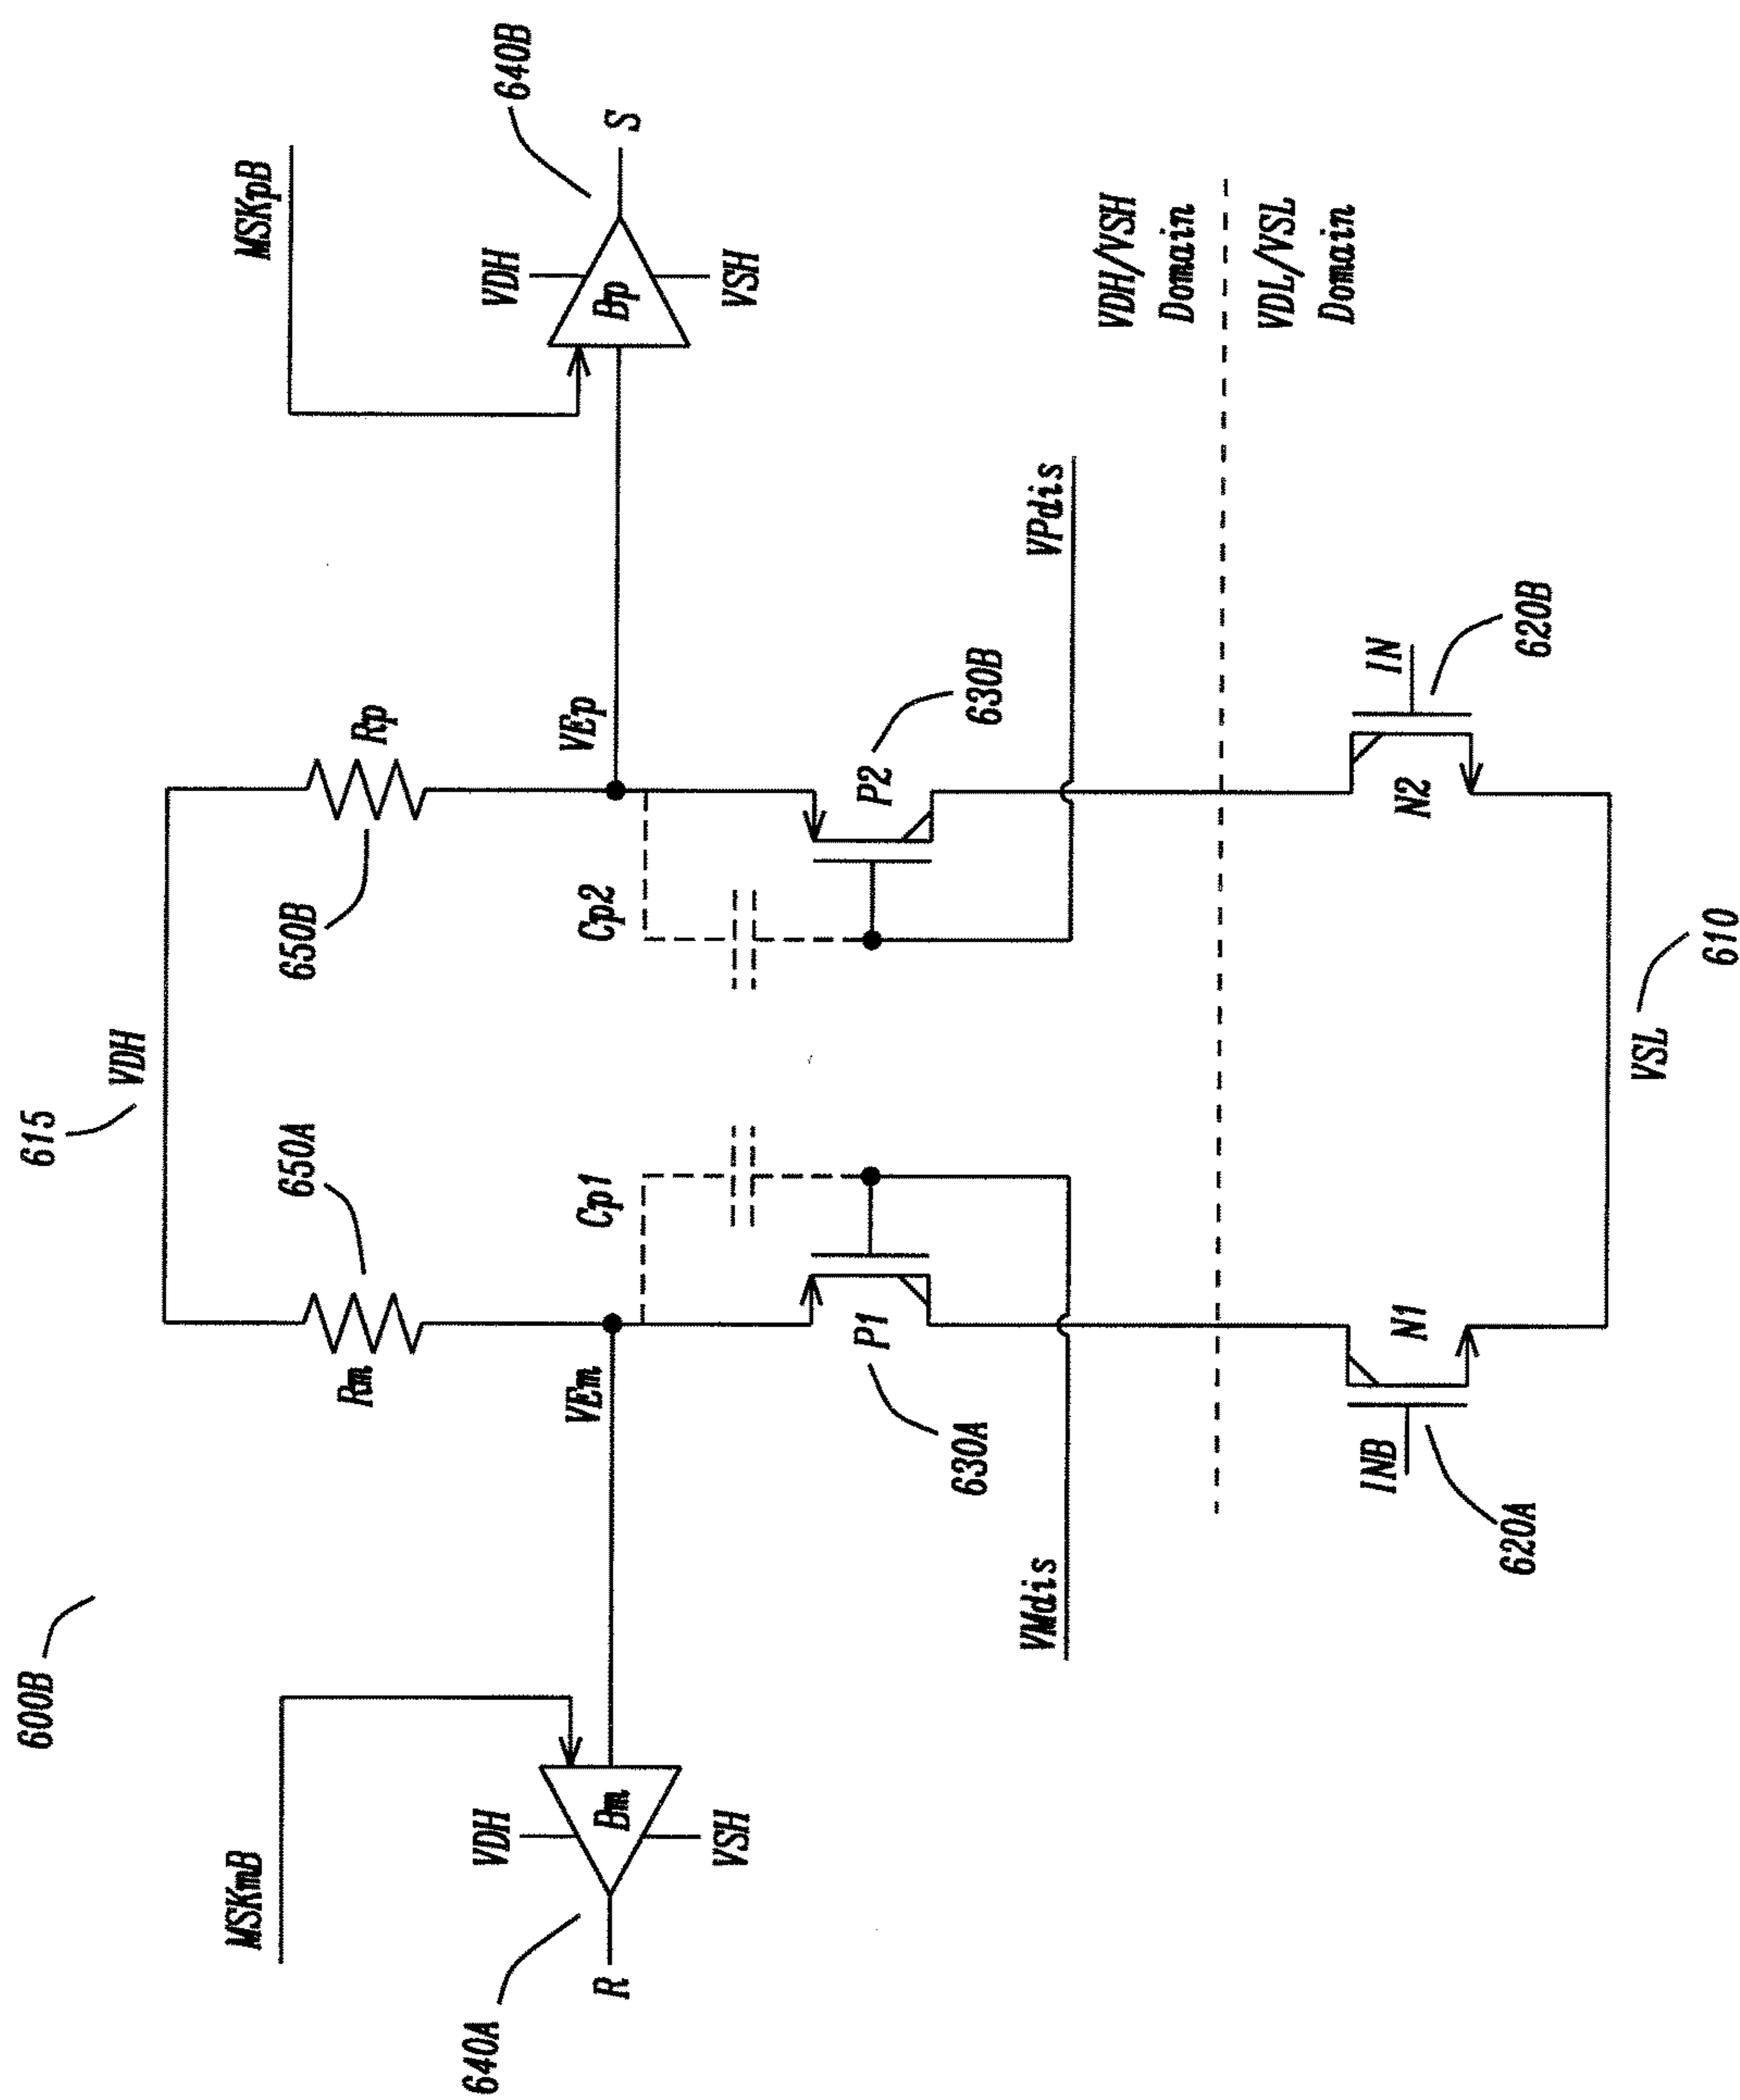 600B
615
VDH
650A
650B
Rm
Rp
MSKmB
MSKpB
640A
640B
VDH
VDH
R
Bm
VEm
Cp1
Cp2
VEp
Bp
S
VSH
VSH
P1
P2
630A
630B
VMdis
VPdis
VDH/VSH
Domain
VDL/VSL
Domain
INB
N1
N2
IN
620A
620B
VSL
610